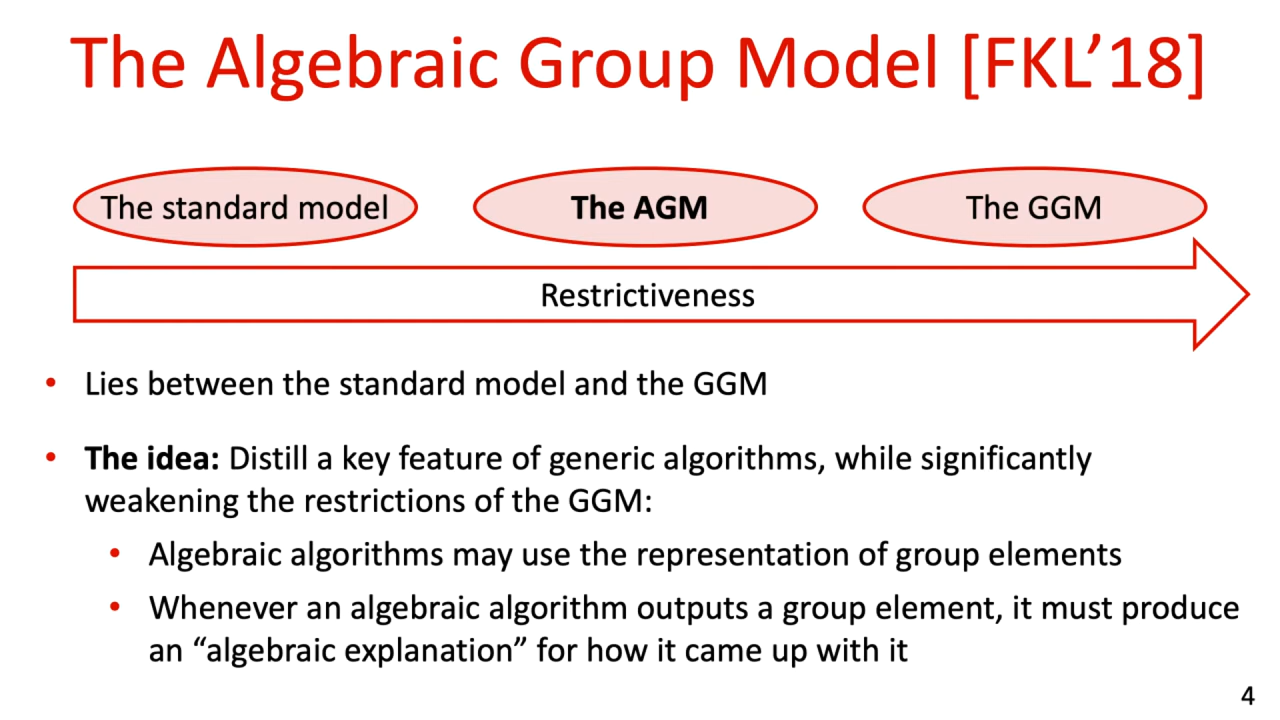 The Algebraic Group Model [FKL’18]
The standard model
The AGM
The GGM
Restrictiveness
• Lies between the standard model and the GGM
• The idea: Distill a key feature of generic algorithms, while significantly
weakening the restrictions of the GGM:
• Algebraic algorithms may use the representation of group elements
• Whenever an algebraic algorithm outputs a group element, it must produce
an “algebraic explanation” for how it came up with it
4